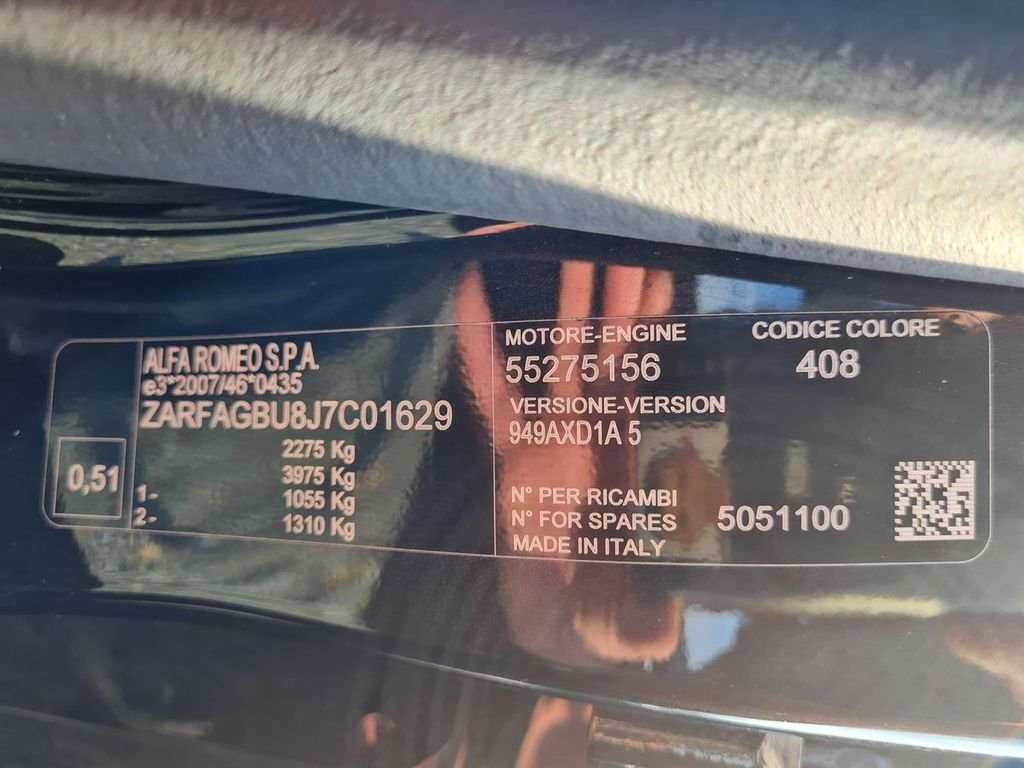 ALFA ROMEO S.P.A.
e3*2007/46*0435
ZARFAGBU8J7C01629
2275 Kg
3975 Kg
1- 1055 Kg
2- 1310 Kg
0,51
MOTORE-ENGINE
55275156
CODICE COLORE
408
VERSIONE-VERSION
949AXD1A 5
N° PER RICAMBI
N° FOR SPARES 5051100
MADE IN ITALY